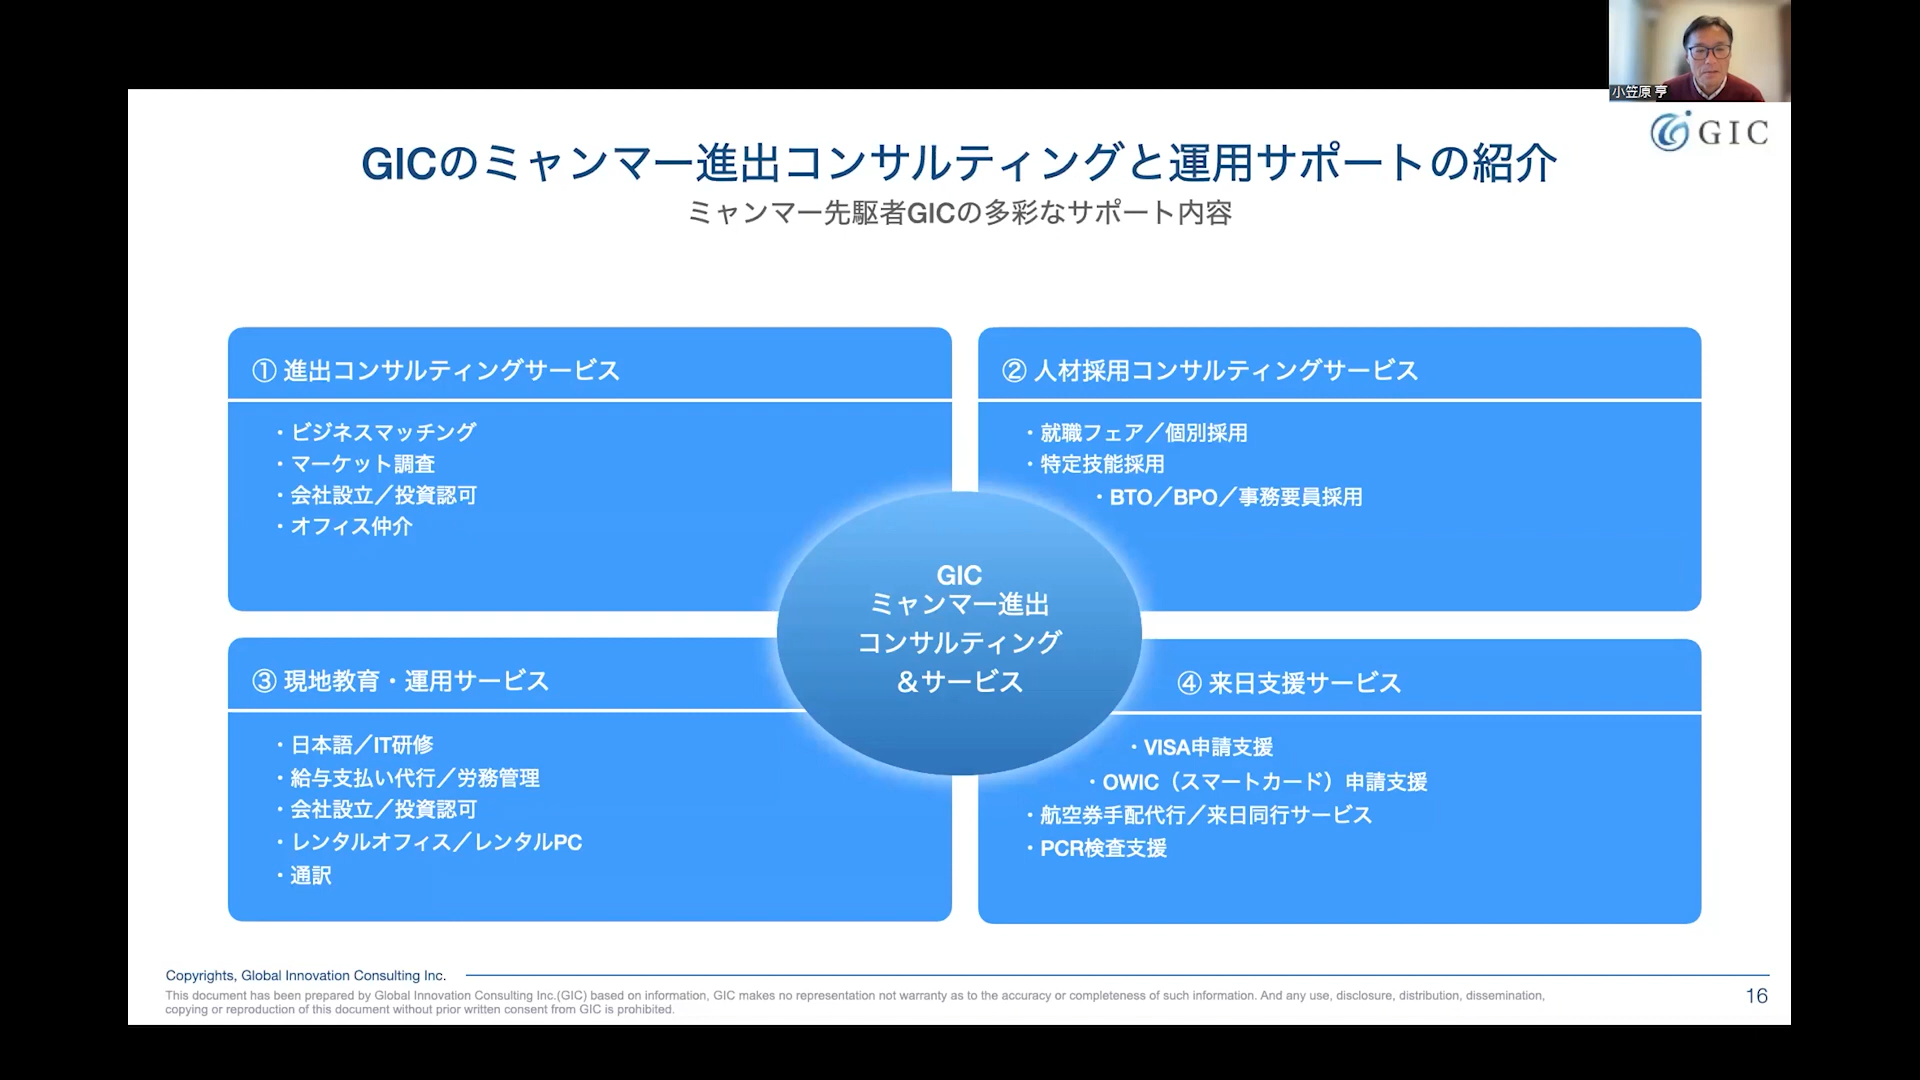 小笠原 亨
GIC
GICのミャンマー進出コンサルティングと運用サポートの紹介
ミャンマー先駆者GICの多彩なサポート内容
① 進出コンサルティングサービス
・ビジネスマッチング
・マーケット調査
・会社設立／投資認可
・オフィス仲介
② 人材採用コンサルティングサービス
・就職フェア／個別採用
・特定技能採用
・BTO／BPO／事務要員採用
GIC
ミャンマー進出
コンサルティング
＆サービス
③ 現地教育・運用サービス
・日本語／IT研修
・給与支払い代行／労務管理
・会社設立／投資認可
・レンタルオフィス／レンタルPC
・通訳
④ 来日支援サービス
・VISA申請支援
・OWIC（スマートカード）申請支援
・航空券手配代行／来日同行サービス
・PCR検査支援
Copyrights, Global Innovation Consulting Inc.
This document has been prepared by Global Innovation Consulting Inc.(GIC) based on information, GIC makes no representation not warranty as to the accuracy or completeness of such information. And any use, disclosure, distribution, dissemination,
copying or reproduction of this document without prior written consent from GIC is prohibited.
16